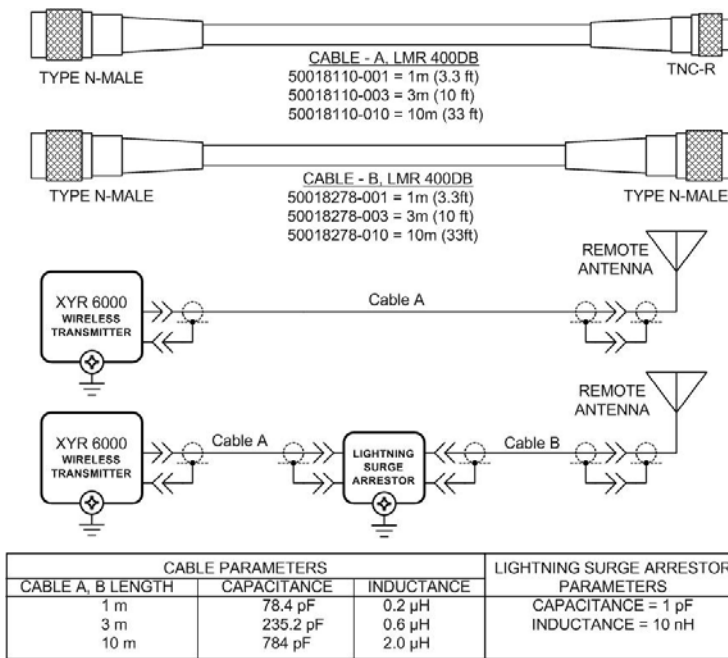 TYPE N-MALE
CABLE - A, LMR 400DB
50018110-001 = 1m (3.3 ft)
50018110-003 = 3m (10 ft)
50018110-010 = 10m (33 ft)
TNC-R
TYPE N-MALE
CABLE - B, LMR 400DB
50018278-001 = 1m (3.3ft)
50018278-003 = 3m (10 ft)
50018278-010 = 10m (33ft)
TYPE N-MALE
XYR 6000
WIRELESS
TRANSMITTER
Cable A
REMOTE
ANTENNA
XYR 6000
WIRELESS
TRANSMITTER
Cable A
LIGHTNING
SURGE
ARRESTOR
Cable B
REMOTE
ANTENNA
CABLE PARAMETERS
CABLE A, B LENGTH CAPACITANCE INDUCTANCE
1 m 78.4 pF 0.2 µH
3 m 235.2 pF 0.6 µH
10 m 784 pF 2.0 µH
LIGHTNING SURGE ARRESTOR
PARAMETERS
CAPACITANCE = 1 pF
INDUCTANCE = 10 nH